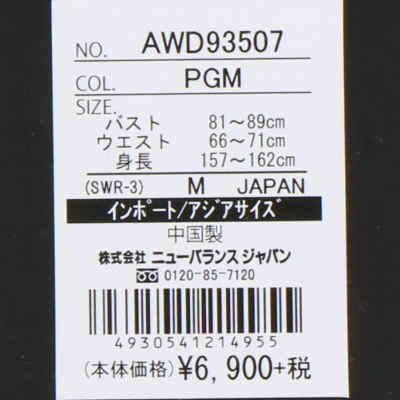 NO. AWD93507
COL. PGM
SIZE.
バスト 81～89cm
ウエスト 66～71cm
身長 157～162cm
(SWR-3) M JAPAN
インポート/アジアサイズ
中国製
株式会社 ニューバランス ジャパン
0120-85-7120
4930541214955
(本体価格) ¥6,900+税